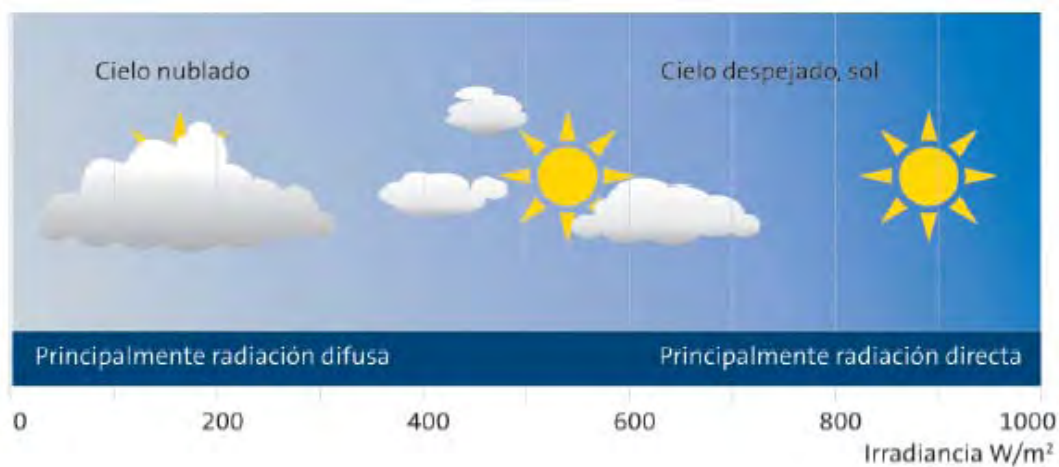 Cielo nublado
Cielo despejado, sol
Principalmente radiación difusa
Principalmente radiación directa
0 200 400 600 800 1000
Irradiancia W/m²